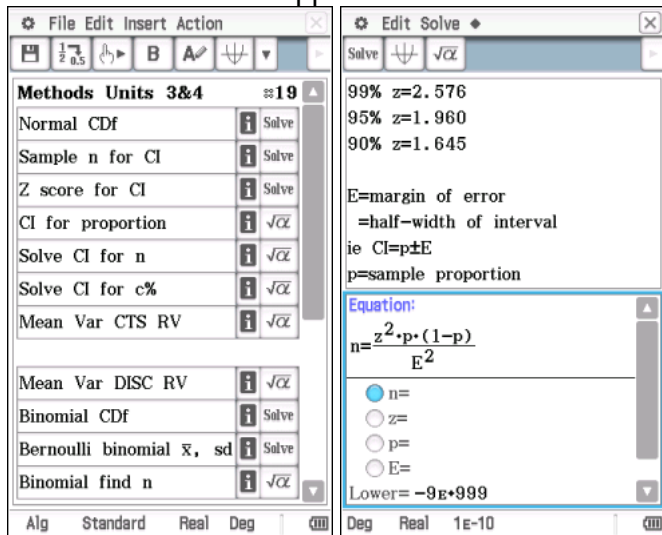 File Edit Insert Action
B
Methods Units 3&4 19
Normal CDf Solve
Sample n for CI Solve
Z score for CI Solve
CI for proportion √α
Solve CI for n √α
Solve CI for c% √α
Mean Var CTS RV √α
Mean Var DISC RV √α
Binomial CDf Solve
Bernoulli binomial x̄, sd Solve
Binomial find n √α
Alg Standard Real Deg
Edit Solve
Solve √α
99% z=2.576
95% z=1.960
90% z=1.645
E=margin of error
=half-width of interval
ie CI=p±E
p=sample proportion
Equation:
n=z²·p·(1-p)/E²
n=
z=
p=
E=
Lower=-9E+999
Deg Real 1E-10